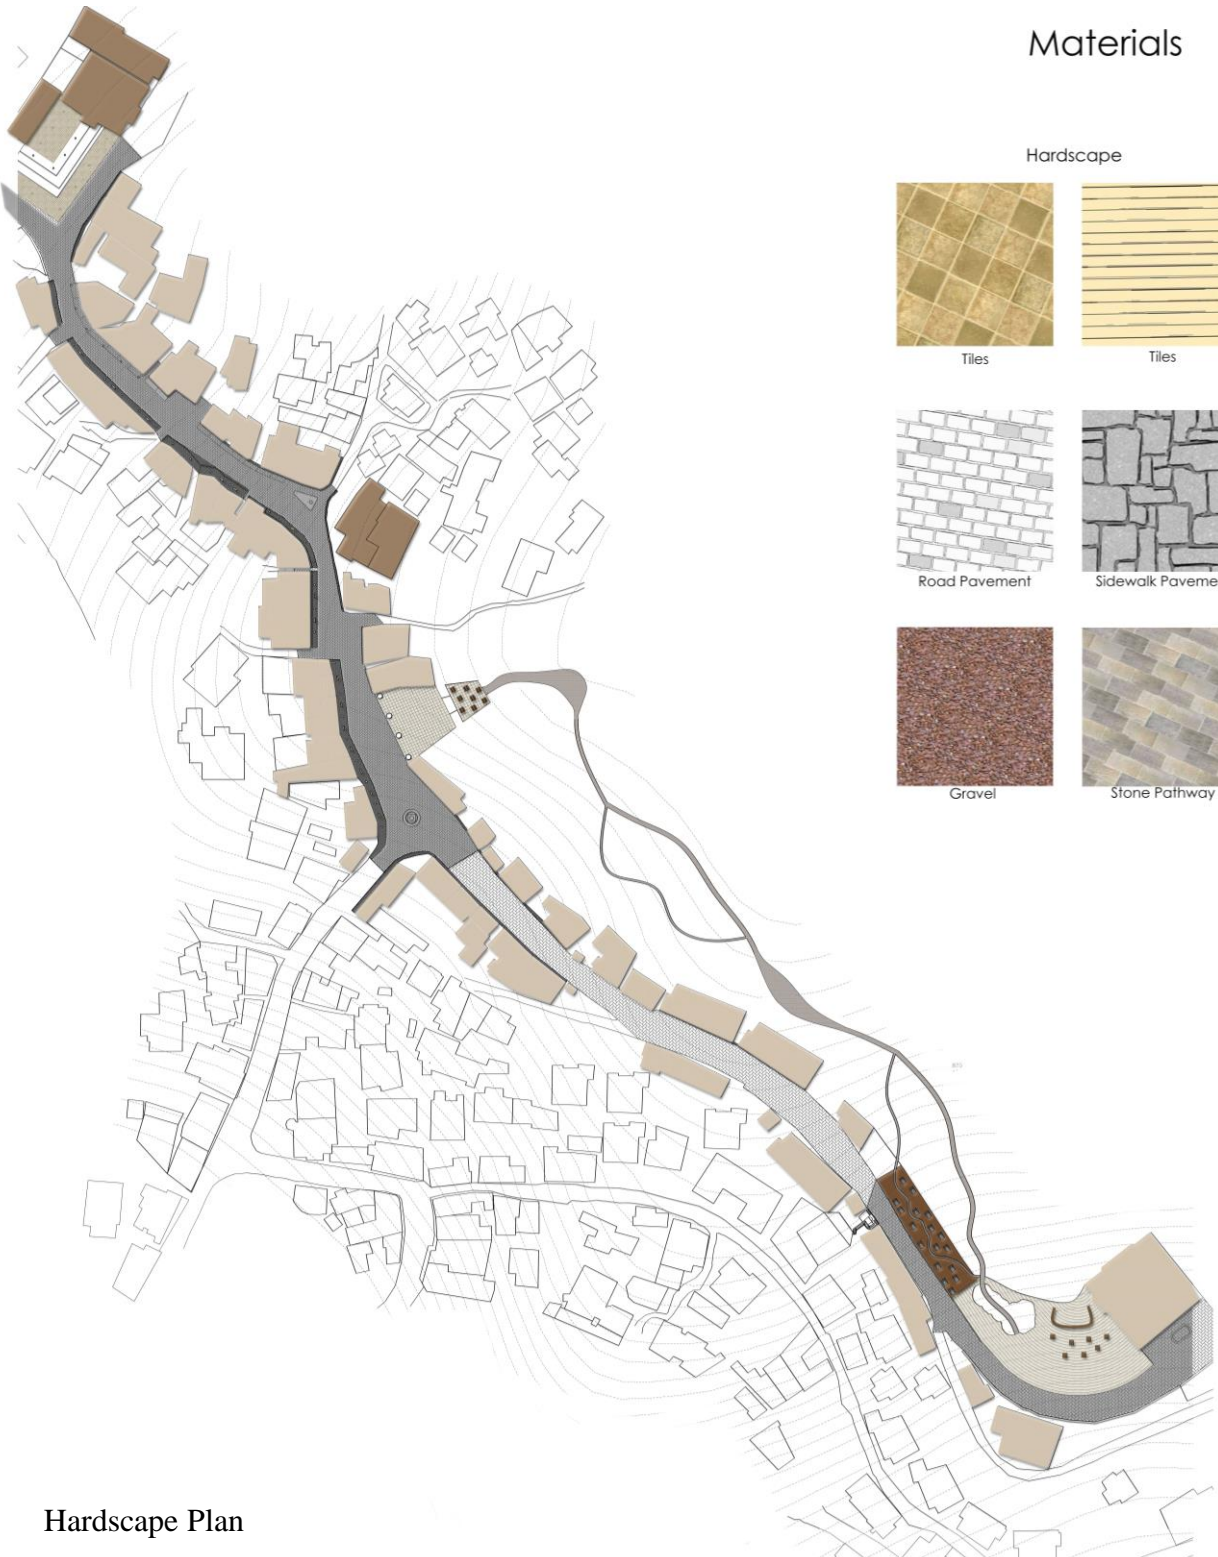 Materials
Hardscape
Tiles
Tiles
Road Pavement
Sidewalk Paveme
Gravel
Stone Pathway
Hardscape Plan